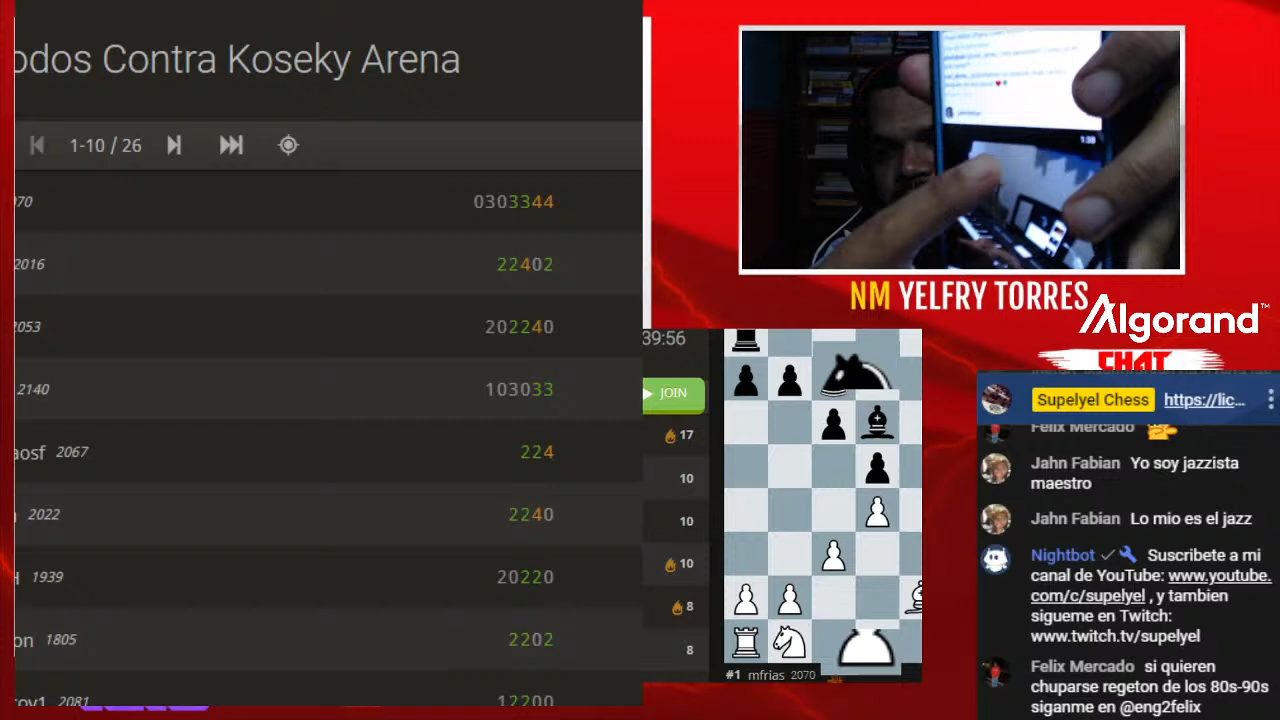 odos Contra Koseky Arena
1-10 / 26
070 0303344
2016 22402
2053 202240
2140 103033
aosf 2067 224
2022 2240
H 1939 20220
on 1805 2202
rov1 2081 12200
39:56
JOIN
17
10
10
10
8
8
#1 mfrias 2070
1:38
NM YELFRY TORRES
Algorand™
CHAT
Supelyel Chess https://lic...
Felix Mercado
Jahn Fabian Yo soy jazzista
maestro
Jahn Fabian Lo mio es el jazz
Nightbot Suscribete a mi
canal de YouTube: www.youtube.
com/c/supelyel , y tambien
sigueme en Twitch:
www.twitch.tv/supelyel
Felix Mercado si quieren
chuparse regeton de los 80s-90s
siganme en @eng2felix